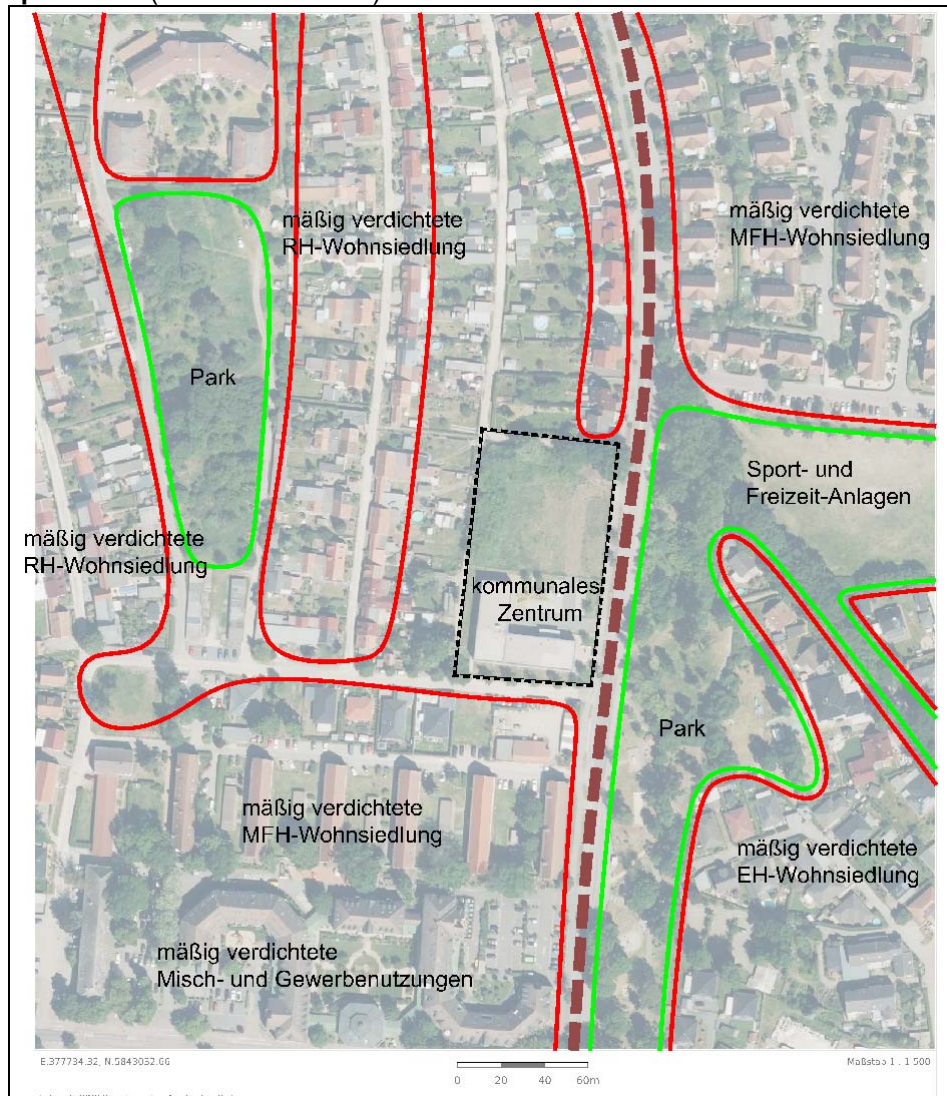 mäßig verdichtete
RH-Wohnsiedlung
mäßig verdichtete
MFH-Wohnsiedlung
Park
Sport- und
Freizeit-Anlagen
mäßig verdichtete
RH-Wohnsiedlung
kommunales
Zentrum
Park
mäßig verdichtete
MFH-Wohnsiedlung
mäßig verdichtete
EH-Wohnsiedlung
mäßig verdichtete
Misch- und Gewerbenutzungen
E.377734.32, N.5843032.66
Maßstab 1 : 1 500
0 20 40 60m